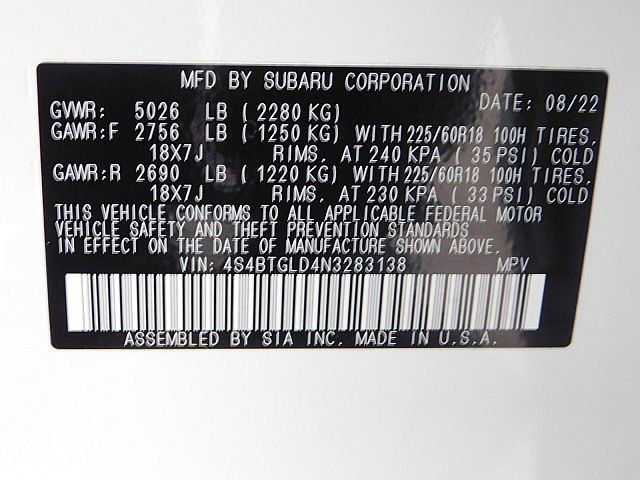 MFD BY SUBARU CORPORATION
GVWR: 5026 LB ( 2280 KG) DATE: 08/22
GAWR:F 2756 LB ( 1250 KG) WITH 225/60R18 100H TIRES,
18X7J RIMS, AT 240 KPA ( 35 PSI) COLD
GAWR:R 2690 LB ( 1220 KG) WITH 225/60R18 100H TIRES,
18X7J RIMS, AT 230 KPA ( 33 PSI) COLD
THIS VEHICLE CONFORMS TO ALL APPLICABLE FEDERAL MOTOR
VEHICLE SAFETY AND THEFT PREVENTION STANDARDS
IN EFFECT ON THE DATE OF MANUFACTURE SHOWN ABOVE.
VIN: 4S4BTGLD4N3283138 MPV
ASSEMBLED BY SIA INC. MADE IN U.S.A.